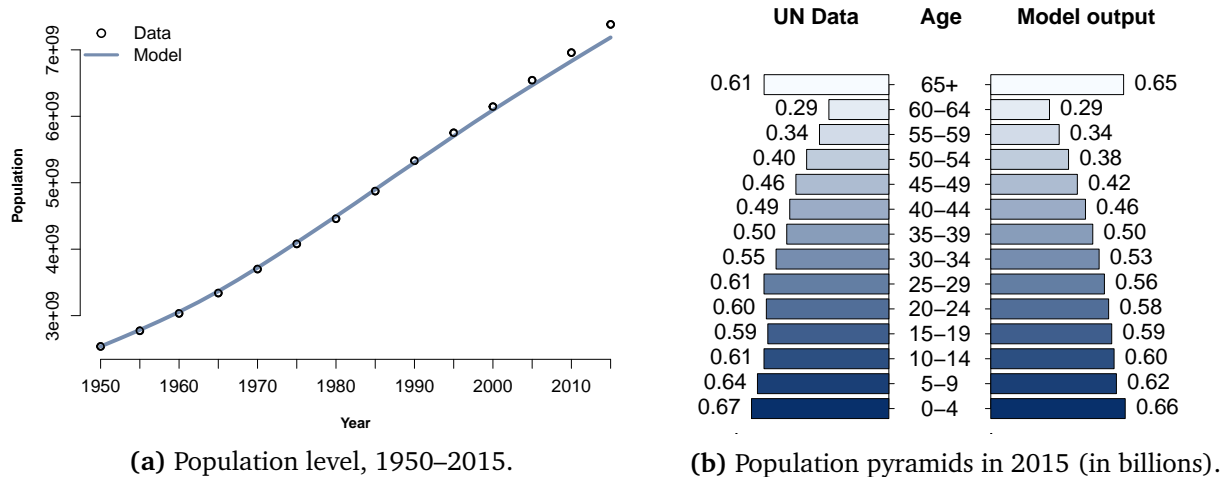 Data
Model
7e+09
6e+09
5e+09
4e+09
3e+09
Population
1950 1960 1970 1980 1990 2000 2010
Year
(a) Population level, 1950–2015.
UN Data Age Model output
0.61 65+ 0.65
0.29 60–64 0.29
0.34 55–59 0.34
0.40 50–54 0.38
0.46 45–49 0.42
0.49 40–44 0.46
0.50 35–39 0.50
0.55 30–34 0.53
0.61 25–29 0.56
0.60 20–24 0.58
0.59 15–19 0.59
0.61 10–14 0.60
0.64 5–9 0.62
0.67 0–4 0.66
(b) Population pyramids in 2015 (in billions).